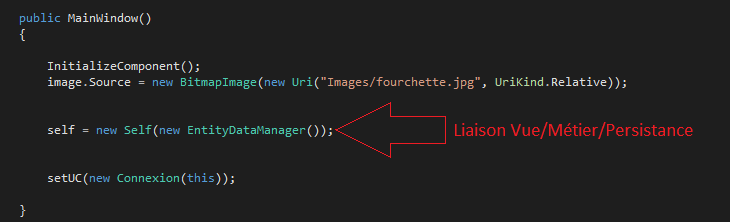 public MainWindow()
{
InitializeComponent();
image.Source = new BitmapImage(new Uri("Images/fourchette.jpg", UriKind.Relative));
self = new Self(new EntityDataManager()); Liaison Vue/Métier/Persistance
setUC(new Connexion(this));
}